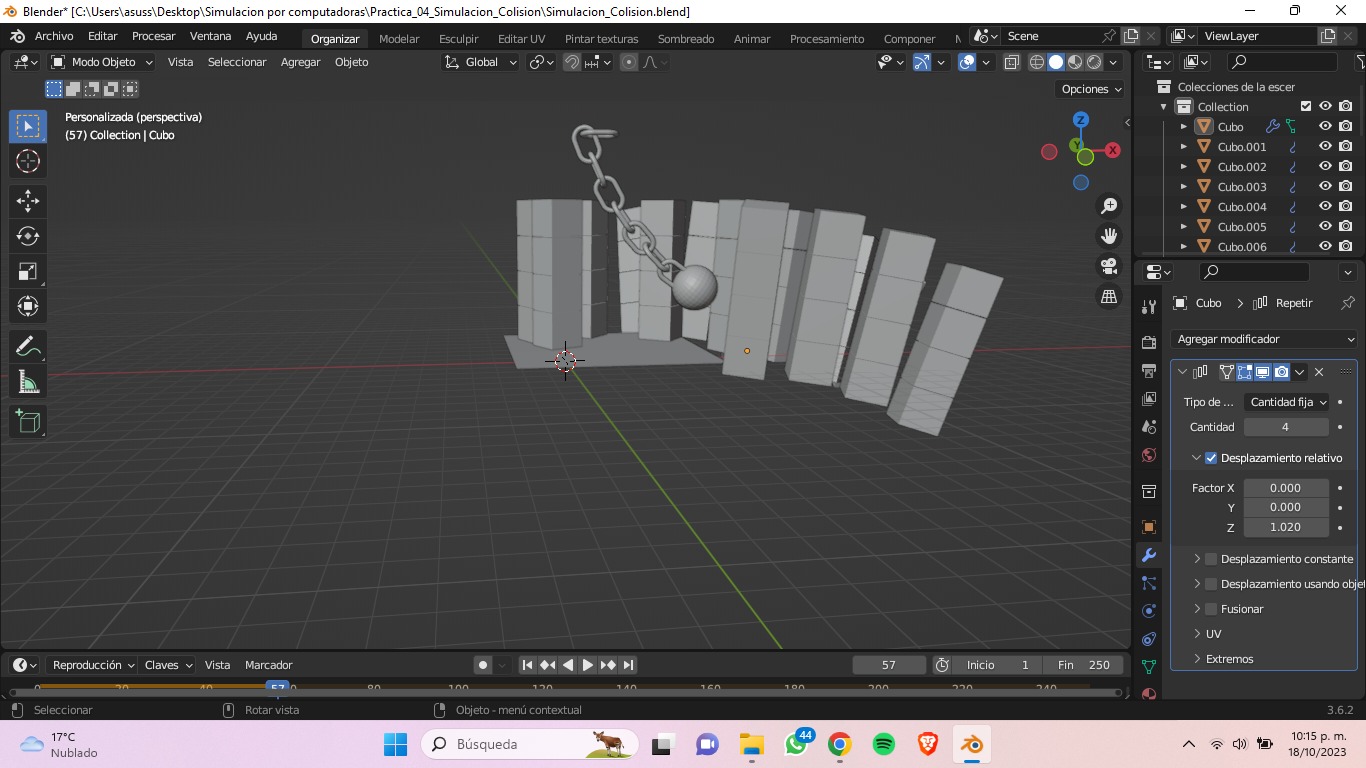 Blender* [C:\Users\asuss\Desktop\Simulacion por computadoras\Practica_04_Simulacion_Colision\Simulacion_Colision.blend]
Archivo Editar Procesar Ventana Ayuda Organizar Modelar Esculpir Editar UV Pintar texturas Sombreado Animar Procesamiento Componer Scene ViewLayer
Modo Objeto Vista Seleccionar Agregar Objeto Global
Opciones
Personalizada (perspectiva)
(57) Collection | Cubo
Z
Y
X
Colecciones de la escer
Collection
Cubo
Cubo.001
Cubo.002
Cubo.003
Cubo.004
Cubo.005
Cubo.006
Cubo > Repetir
Agregar modificador
Tipo de ... Cantidad fija
Cantidad 4
Desplazamiento relativo
Factor X 0.000
Y 0.000
Z 1.020
Desplazamiento constante
Desplazamiento usando obje
Fusionar
UV
Extremos
Reproducción Claves Vista Marcador 57 Inicio 1 Fin 250
0 20 40 57 80 100 120 140 160 180 200 220 240
Seleccionar Rotar vista Objeto - menú contextual 3.6.2
17°C
Nublado
Búsqueda
44
10:15 p. m.
18/10/2023